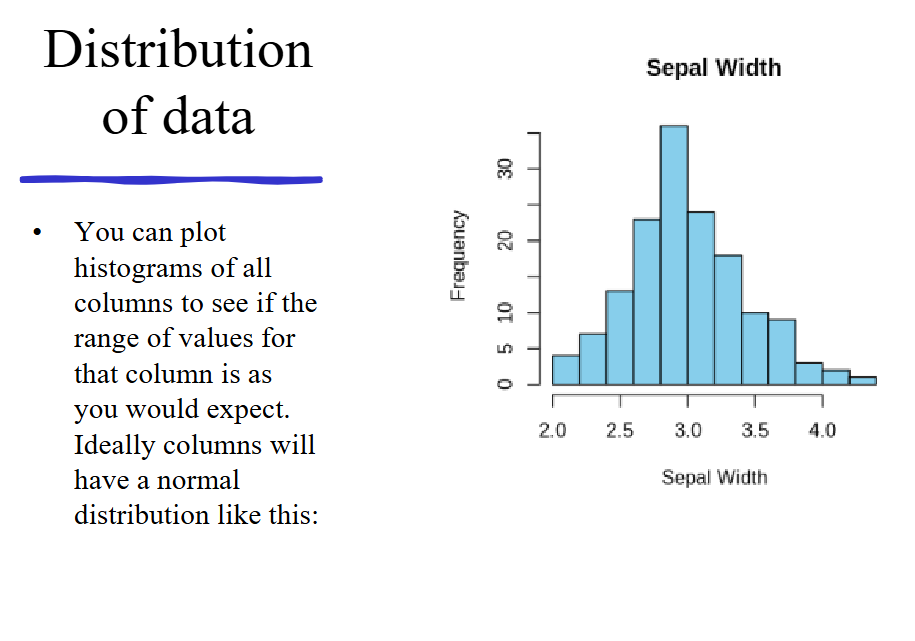 Distribution
of data
• You can plot
histograms of all
columns to see if the
range of values for
that column is as
you would expect.
Ideally columns will
have a normal
distribution like this:
Sepal Width
Frequency
30
20
10
5
0
2.0 2.5 3.0 3.5 4.0
Sepal Width